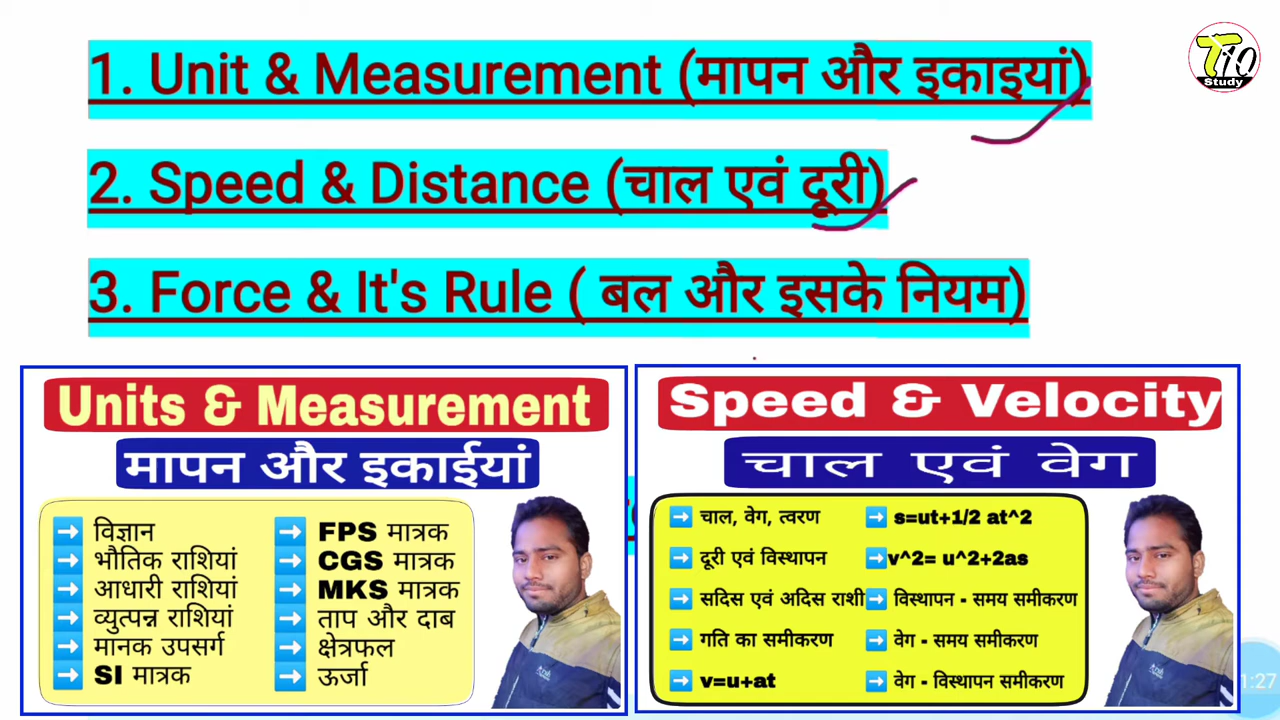 1. Unit & Measurement (मापन और इकाइयां)
TIQ
Study
2. Speed & Distance (चाल एवं दूरी)
3. Force & It's Rule ( बल और इसके नियम)
Units & Measurement
मापन और इकाईयां
विज्ञान
भौतिक राशियां
आधारी राशियां
व्युत्पन्न राशियां
मानक उपसर्ग
SI मात्रक
FPS मात्रक
CGS मात्रक
MKS मात्रक
ताप और दाब
क्षेत्रफल
ऊर्जा
Speed & Velocity
चाल एवं वेग
चाल, वेग, त्वरण
दूरी एवं विस्थापन
सदिस एवं अदिस राशी
गति का समीकरण
v=u+at
s=ut+1/2 at^2
v^2= u^2+2as
विस्थापन - समय समीकरण
वेग - समय समीकरण
वेग - विस्थापन समीकरण
1:27